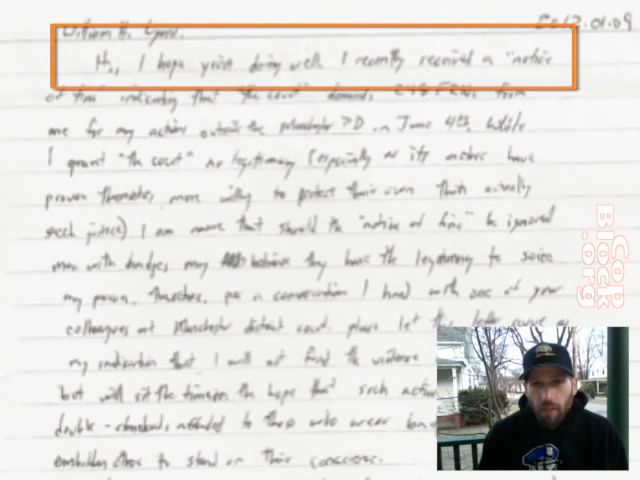 William H. Lyons. 2012.01.09
Hi, I hope you're doing well. I recently received a "notice
of fine" indicating that "the court" demands FRNs from
me for my actions outside the Manchester PD on June 4th. While
I grant "the court" no legitimacy (especially as its actors have
proven themselves more willing to protect their own than actually
seek justice) I am aware that should the "notice of fine" be ignored
men with badges may believe they have the legitimacy to seize
my person. Therefore, per a conversation I had with one of your
colleagues at Manchester district court, please let this letter serve as
my indication that I will not fund the violence
but will sit the time in the hope that such action
double-standards afforded to those who wear
embolden others to stand on their conscience.
CopBlock.org